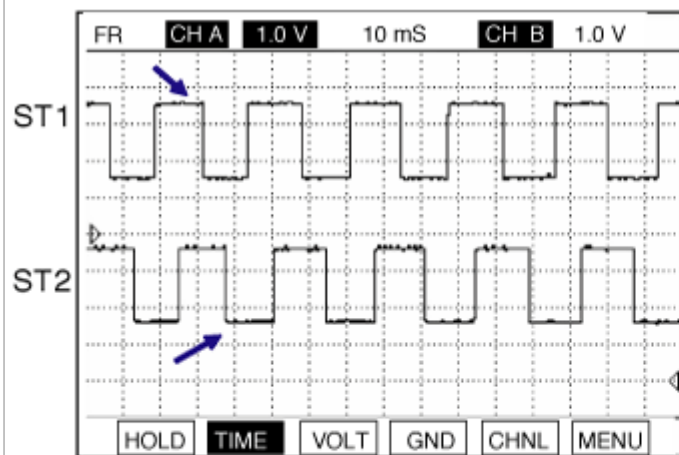 FR CH A 1.0 V 10 mS CH B 1.0 V
ST1
ST2
HOLD TIME VOLT GND CHNL MENU